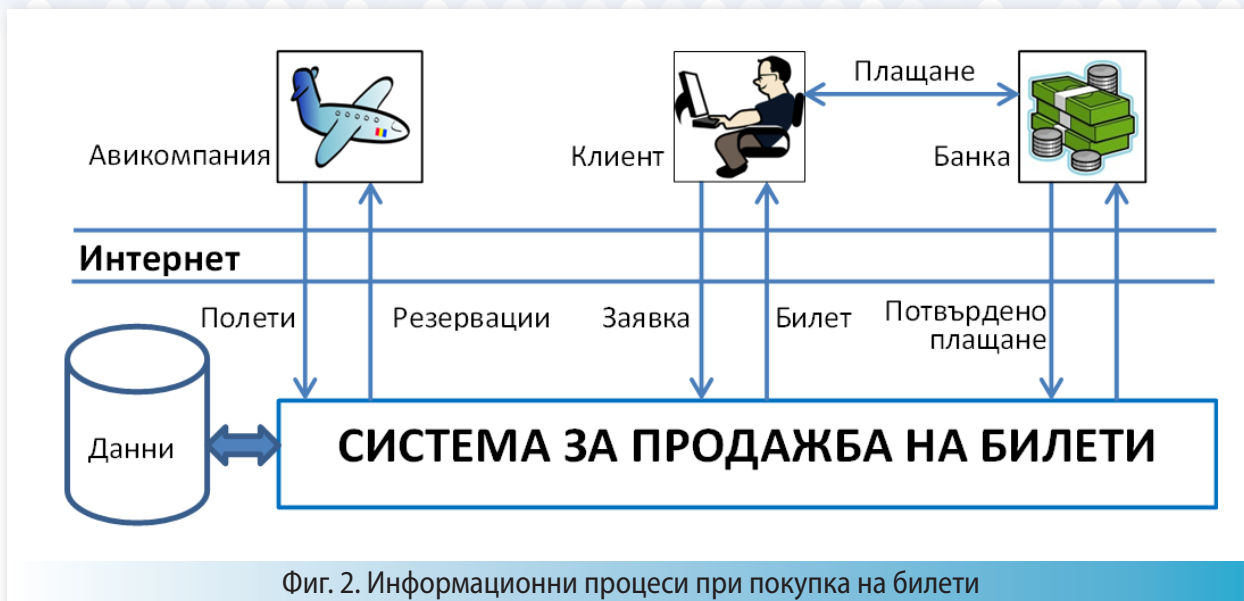 Плащане
Авикомпания
Клиент
Банка
Интернет
Полети
Резервации
Заявка
Билет
Потвърдено
плащане
Данни
СИСТЕМА ЗА ПРОДАЖБА НА БИЛЕТИ
Фиг. 2. Информационни процеси при покупка на билети